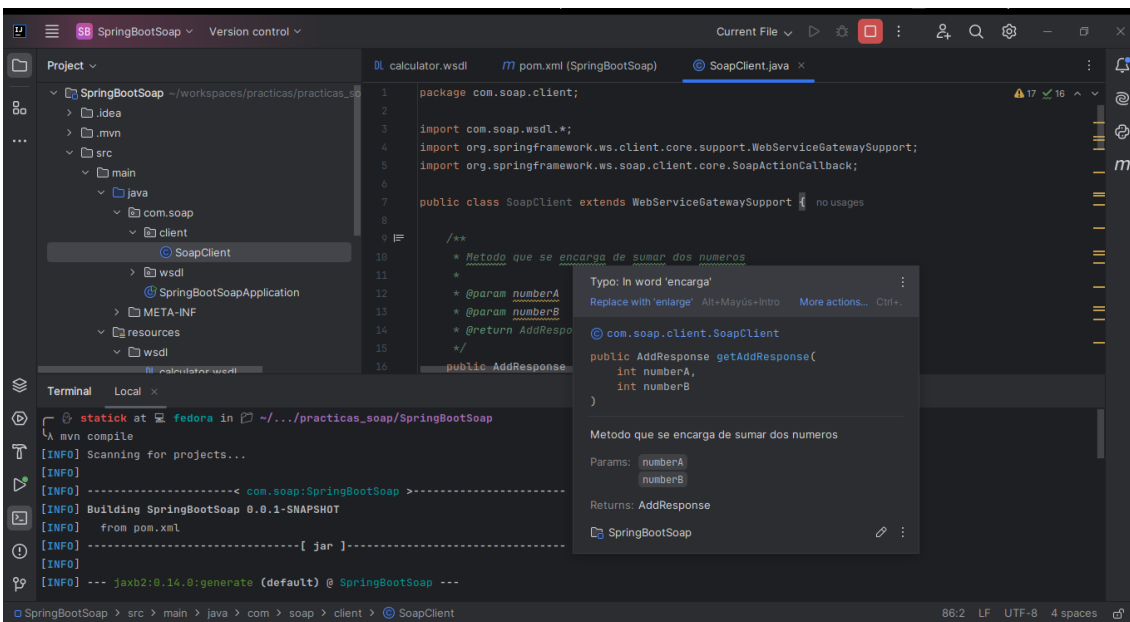 SB SpringBootSoap Version control Current File
Project
calculator.wsdl pom.xml (SpringBootSoap) SoapClient.java
SpringBootSoap ~/workspaces/practicas/practicas_so
.idea
.mvn
src
main
java
com.soap
client
SoapClient
wsdl
SpringBootSoapApplication
META-INF
resources
wsdl
calculator.wsdl
17 16
1 package com.soap.client;
2
3 import com.soap.wsdl.*;
4 import org.springframework.ws.client.core.support.WebServiceGatewaySupport;
5 import org.springframework.ws.soap.client.core.SoapActionCallback;
6
7 public class SoapClient extends WebServiceGatewaySupport { no usages
8
9 /**
10 * Metodo que se encarga de sumar dos numeros
11 *
12 * @param numberA
13 * @param numberB
14 * @return AddRespo
15 */
16 public AddResponse
Typo: In word 'encarga'
Replace with 'enlarge' Alt+Mayús+Intro More actions... Ctrl+.
com.soap.client.SoapClient
public AddResponse getAddResponse(
int numberA,
int numberB
)
Metodo que se encarga de sumar dos numeros
Params: numberA
numberB
Returns: AddResponse
SpringBootSoap
Terminal Local
statick at fedora in ~/.../practicas_soap/SpringBootSoap
λ mvn compile
[INFO] Scanning for projects...
[INFO]
[INFO] ----------------------< com.soap:SpringBootSoap >-----------------------
[INFO] Building SpringBootSoap 0.0.1-SNAPSHOT
[INFO] from pom.xml
[INFO] --------------------------------[ jar ]---------------------------------
[INFO]
[INFO] --- jaxb2:0.14.0:generate (default) @ SpringBootSoap ---
SpringBootSoap > src > main > java > com > soap > client > SoapClient 86:2 LF UTF-8 4 spaces